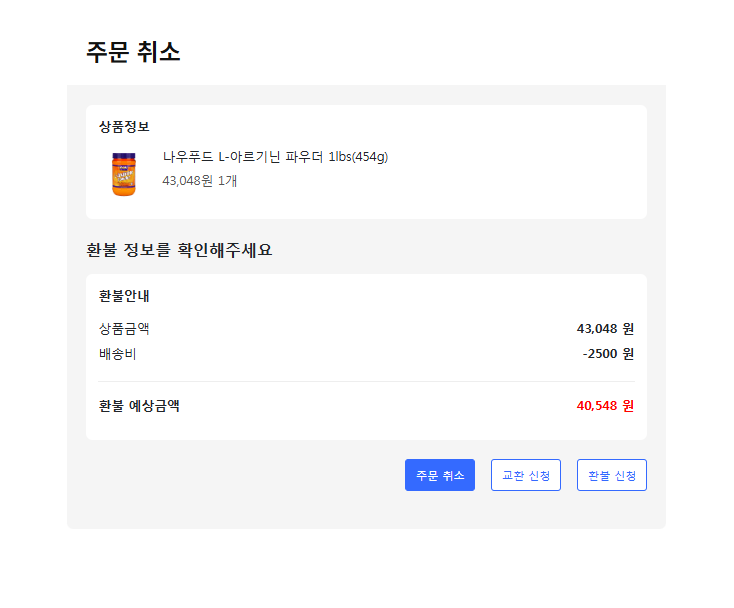 주문 취소
상품정보
나우푸드 L-아르기닌 파우더 1lbs(454g)
43,048원 1개
환불 정보를 확인해주세요
환불안내
상품금액 43,048 원
배송비 -2500 원
환불 예상금액 40,548 원
주문 취소 교환 신청 환불 신청